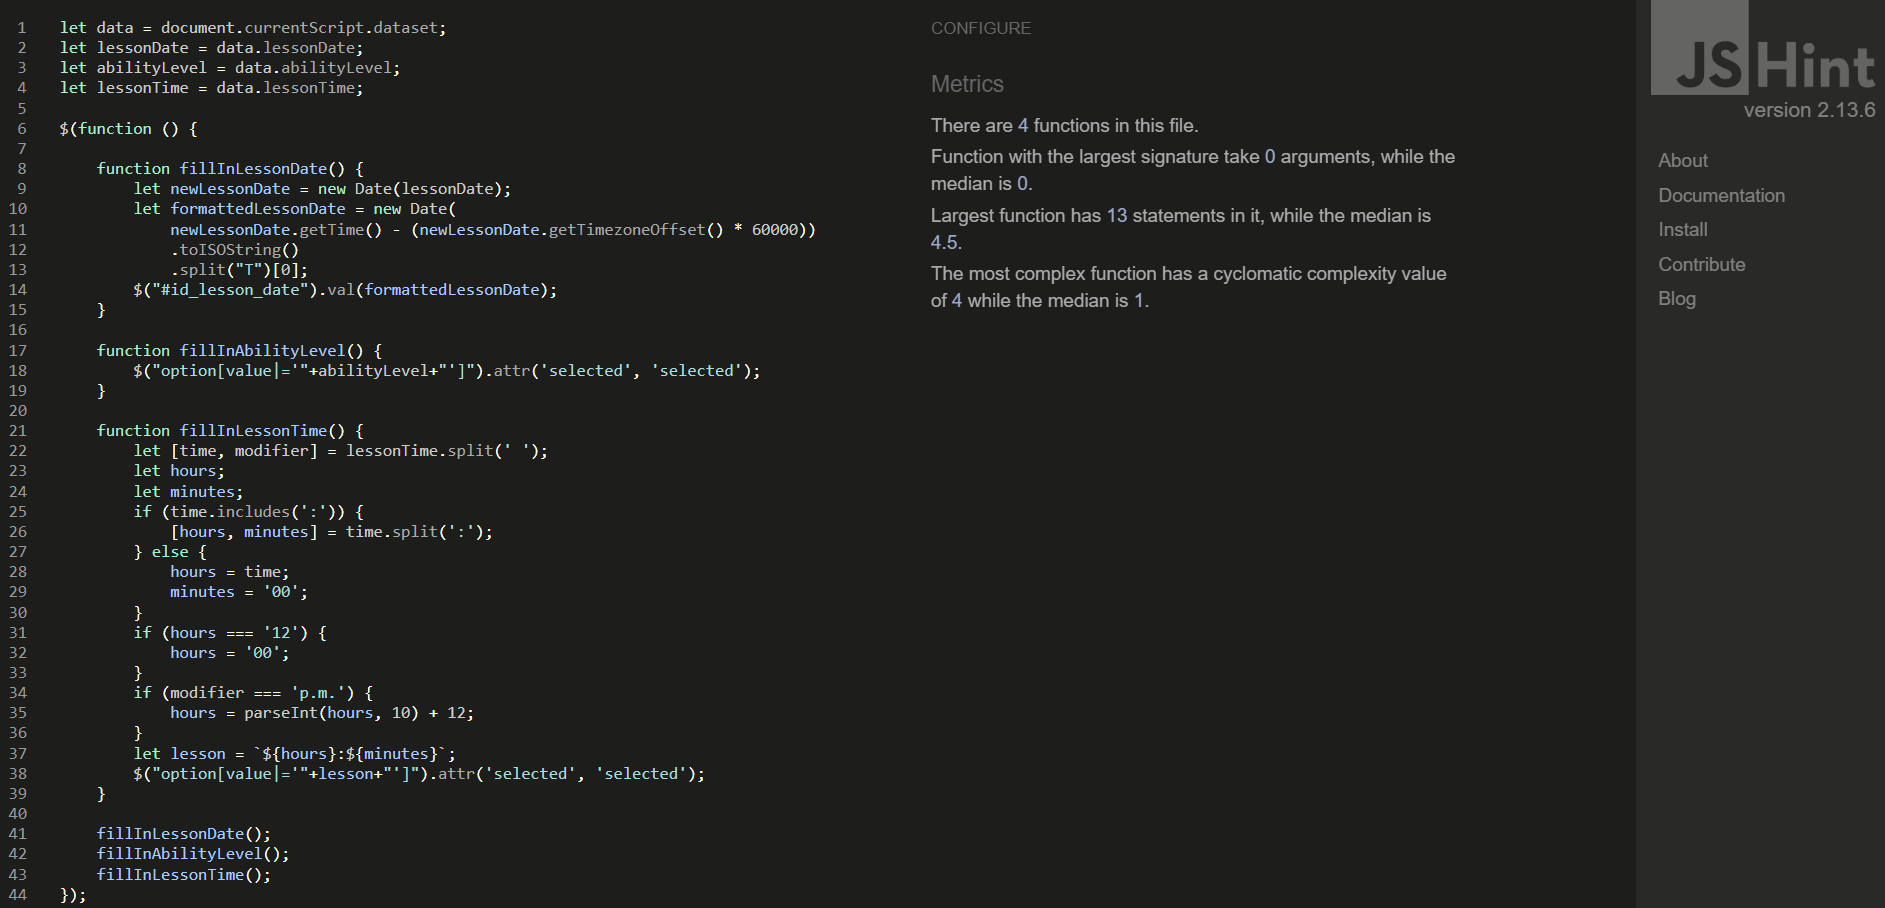 1 let data = document.currentScript.dataset;
2 let lessonDate = data.lessonDate;
3 let abilityLevel = data.abilityLevel;
4 let lessonTime = data.lessonTime;
5
6 $(function () {
7
8     function fillInLessonDate() {
9         let newLessonDate = new Date(lessonDate);
10         let formattedLessonDate = new Date(
11             newLessonDate.getTime() - (newLessonDate.getTimezoneOffset() * 60000))
12             .toISOString()
13             .split("T")[0];
14         $("#id_lesson_date").val(formattedLessonDate);
15     }
16
17     function fillInAbilityLevel() {
18         $("option[value|='"+abilityLevel+"']").attr('selected', 'selected');
19     }
20
21     function fillInLessonTime() {
22         let [time, modifier] = lessonTime.split(' ');
23         let hours;
24         let minutes;
25         if (time.includes(':')) {
26             [hours, minutes] = time.split(':');
27         } else {
28             hours = time;
29             minutes = '00';
30         }
31         if (hours === '12') {
32             hours = '00';
33         }
34         if (modifier === 'p.m.') {
35             hours = parseInt(hours, 10) + 12;
36         }
37         let lesson = `${hours}:${minutes}`;
38         $("option[value|='"+lesson+"']").attr('selected', 'selected');
39     }
40
41     fillInLessonDate();
42     fillInAbilityLevel();
43     fillInLessonTime();
44 });
CONFIGURE
Metrics
There are 4 functions in this file.
Function with the largest signature take 0 arguments, while the
median is 0.
Largest function has 13 statements in it, while the median is
4.5.
The most complex function has a cyclomatic complexity value
of 4 while the median is 1.
JSHint
version 2.13.6
About
Documentation
Install
Contribute
Blog